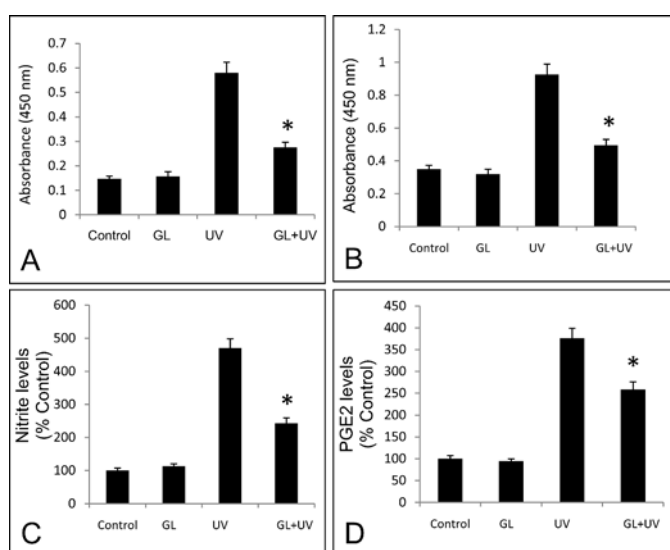 0.7
0.6
0.5
0.4
0.3
0.2
0.1
0
Absorbance (450 nm)
*
Control GL UV GL+UV
A
1.2
1
0.8
0.6
0.4
0.2
0
Absorbance (450 nm)
*
Control GL UV GL+UV
B
600
500
400
300
200
100
0
Nitrite levels
(% Control)
*
Control GL UV GL+UV
C
450
400
350
300
250
200
150
100
50
0
PGE2 levels
(% Control)
*
Control GL UV GL+UV
D